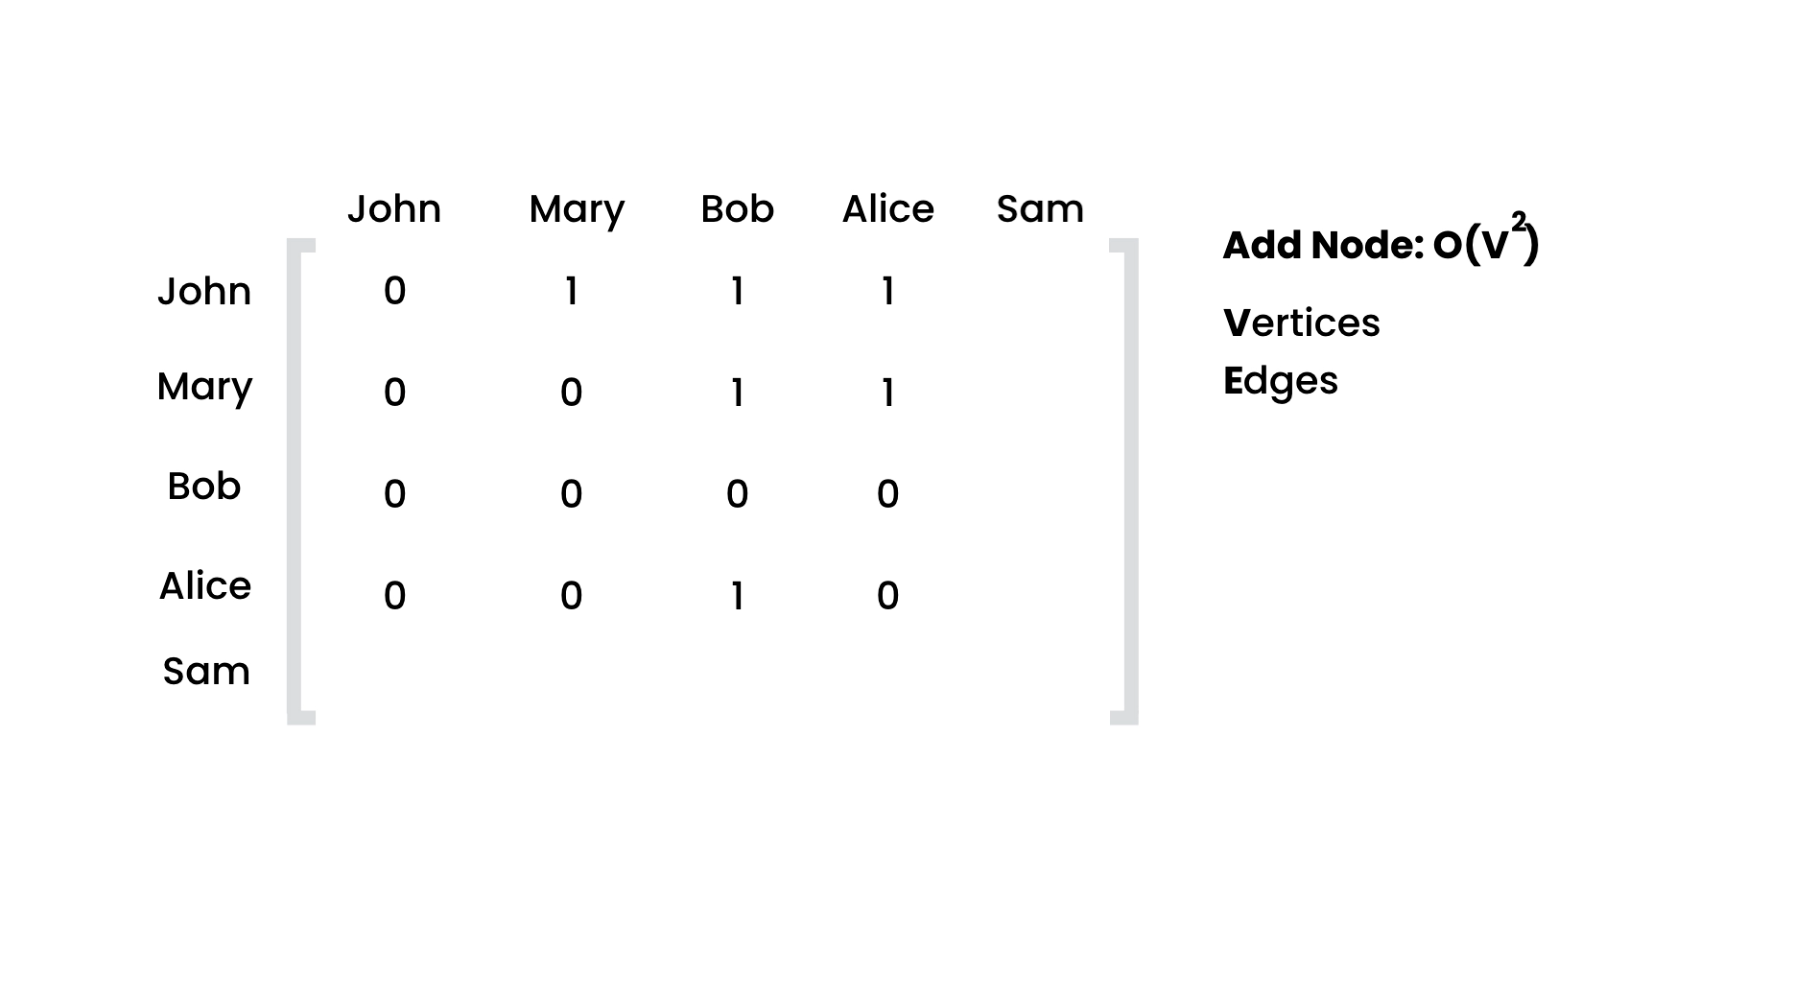 John Mary Bob Alice Sam
John 0 1 1 1
Mary 0 0 1 1
Bob 0 0 0 0
Alice 0 0 1 0
Sam
Add Node: O(V²)
Vertices
Edges